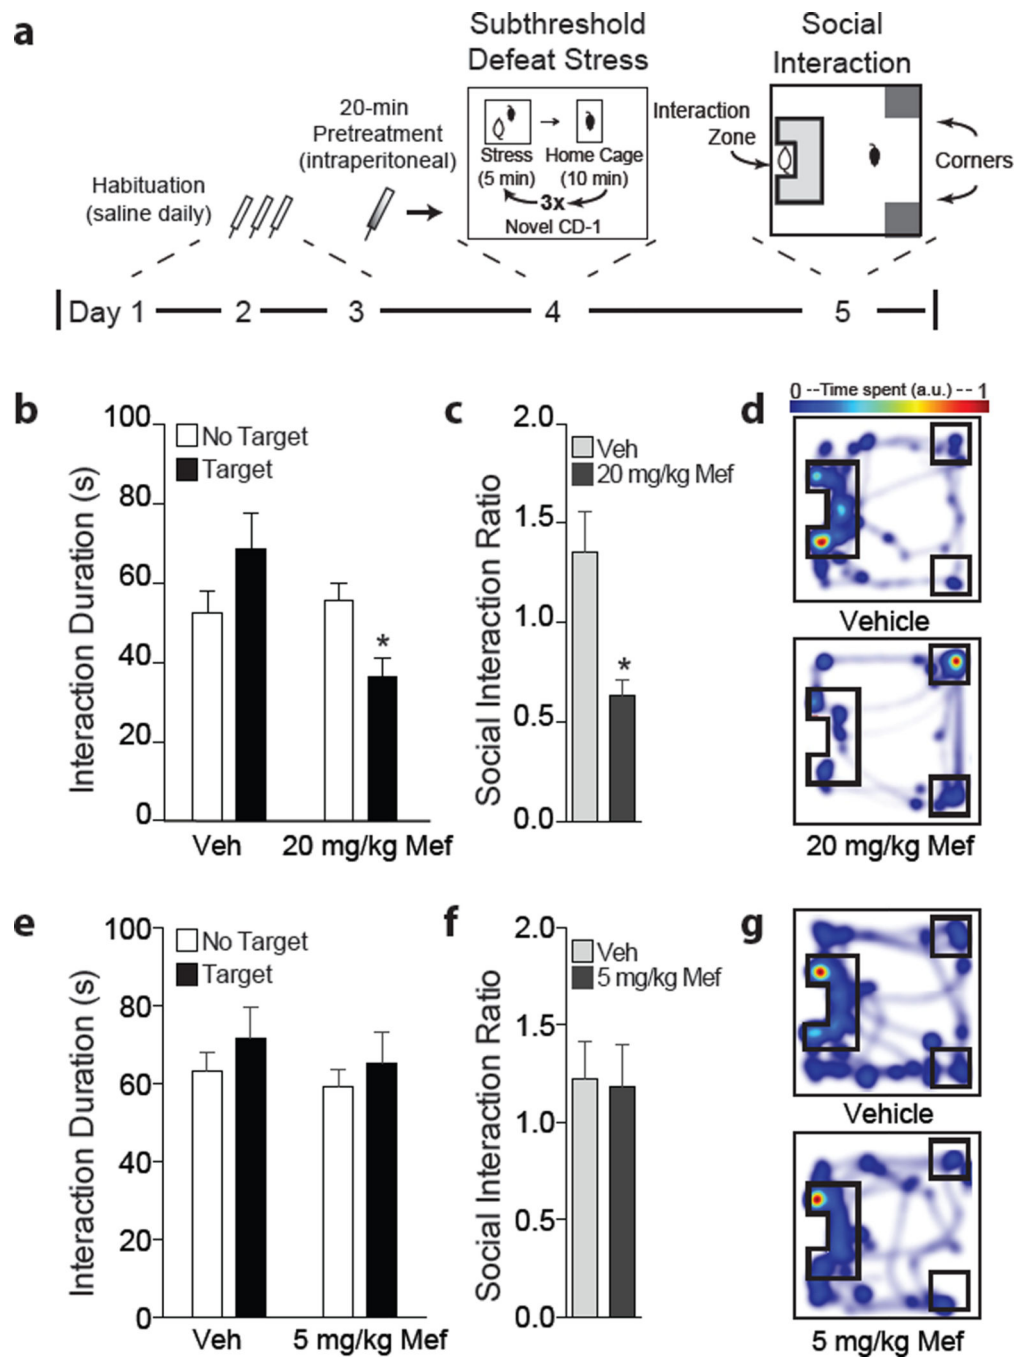 a
Subthreshold
Defeat Stress
Social
Interaction
20-min
Pretreatment
(intraperitoneal)
Habituation
(saline daily)
Stress
(5 min)
Home Cage
(10 min)
3x
Novel CD-1
Interaction
Zone
Corners
Day 1
2
3
4
5
b
Interaction Duration (s)
100
80
60
40
20
0
No Target
Target
*
Veh
20 mg/kg Mef
c
Social Interaction Ratio
2.0
1.5
1.0
0.5
0.0
Veh
20 mg/kg Mef
*
d
0 --Time spent (a.u.) -- 1
Vehicle
20 mg/kg Mef
e
Interaction Duration (s)
100
80
60
40
20
0
No Target
Target
Veh
5 mg/kg Mef
f
Social Interaction Ratio
2.0
1.5
1.0
0.5
0.0
Veh
5 mg/kg Mef
g
Vehicle
5 mg/kg Mef